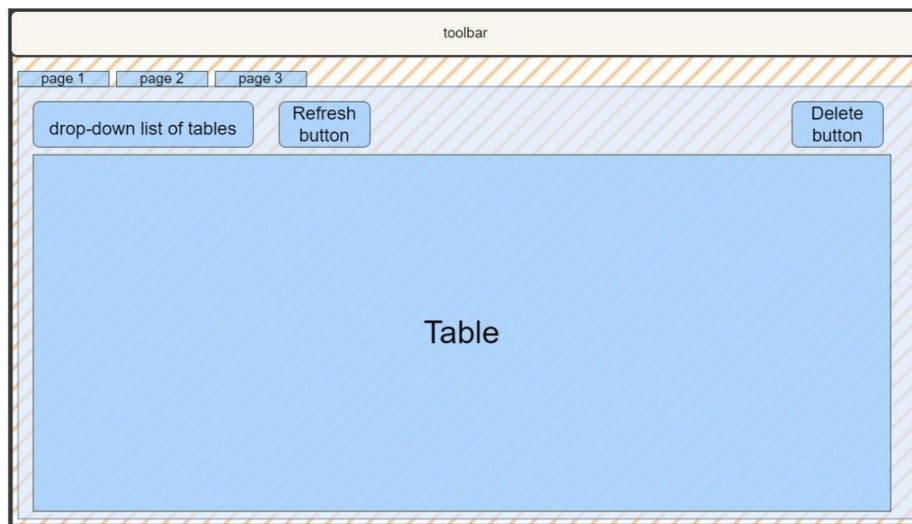 toolbar
page 1
page 2
page 3
drop-down list of tables
Refresh
button
Delete
button
Table